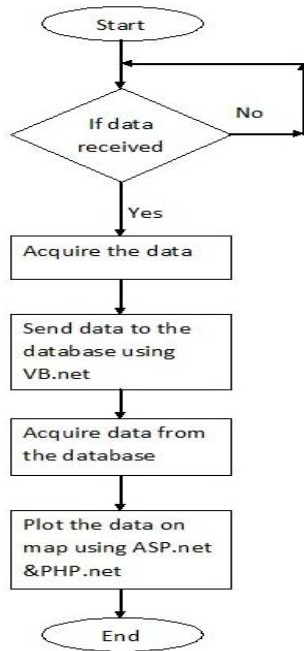 Start
If data
received
No
Yes
Acquire the data
Send data to the
database using
VB.net
Acquire data from
the database
Plot the data on
map using ASP.net
&PHP.net
End